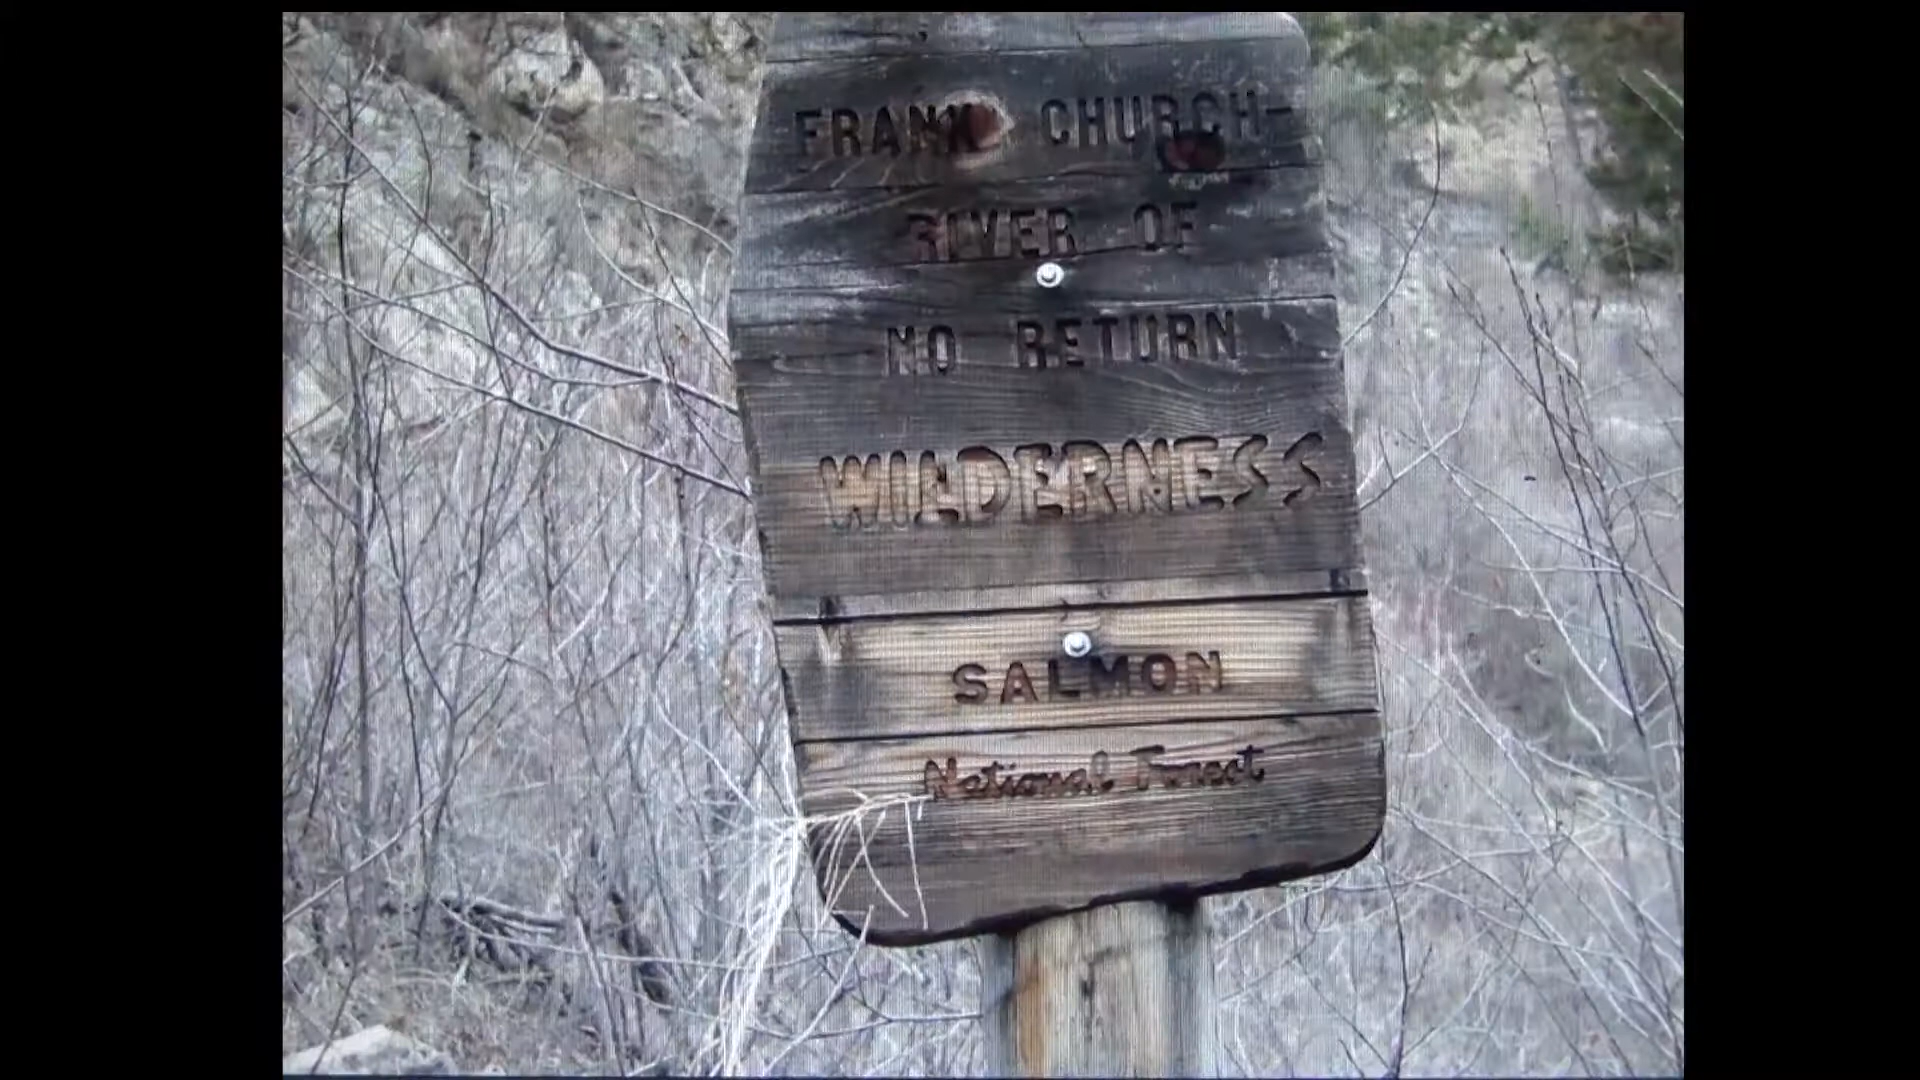 FRANK CHURCH-
RIVER OF
NO RETURN
WILDERNESS
SALMON
National Forest